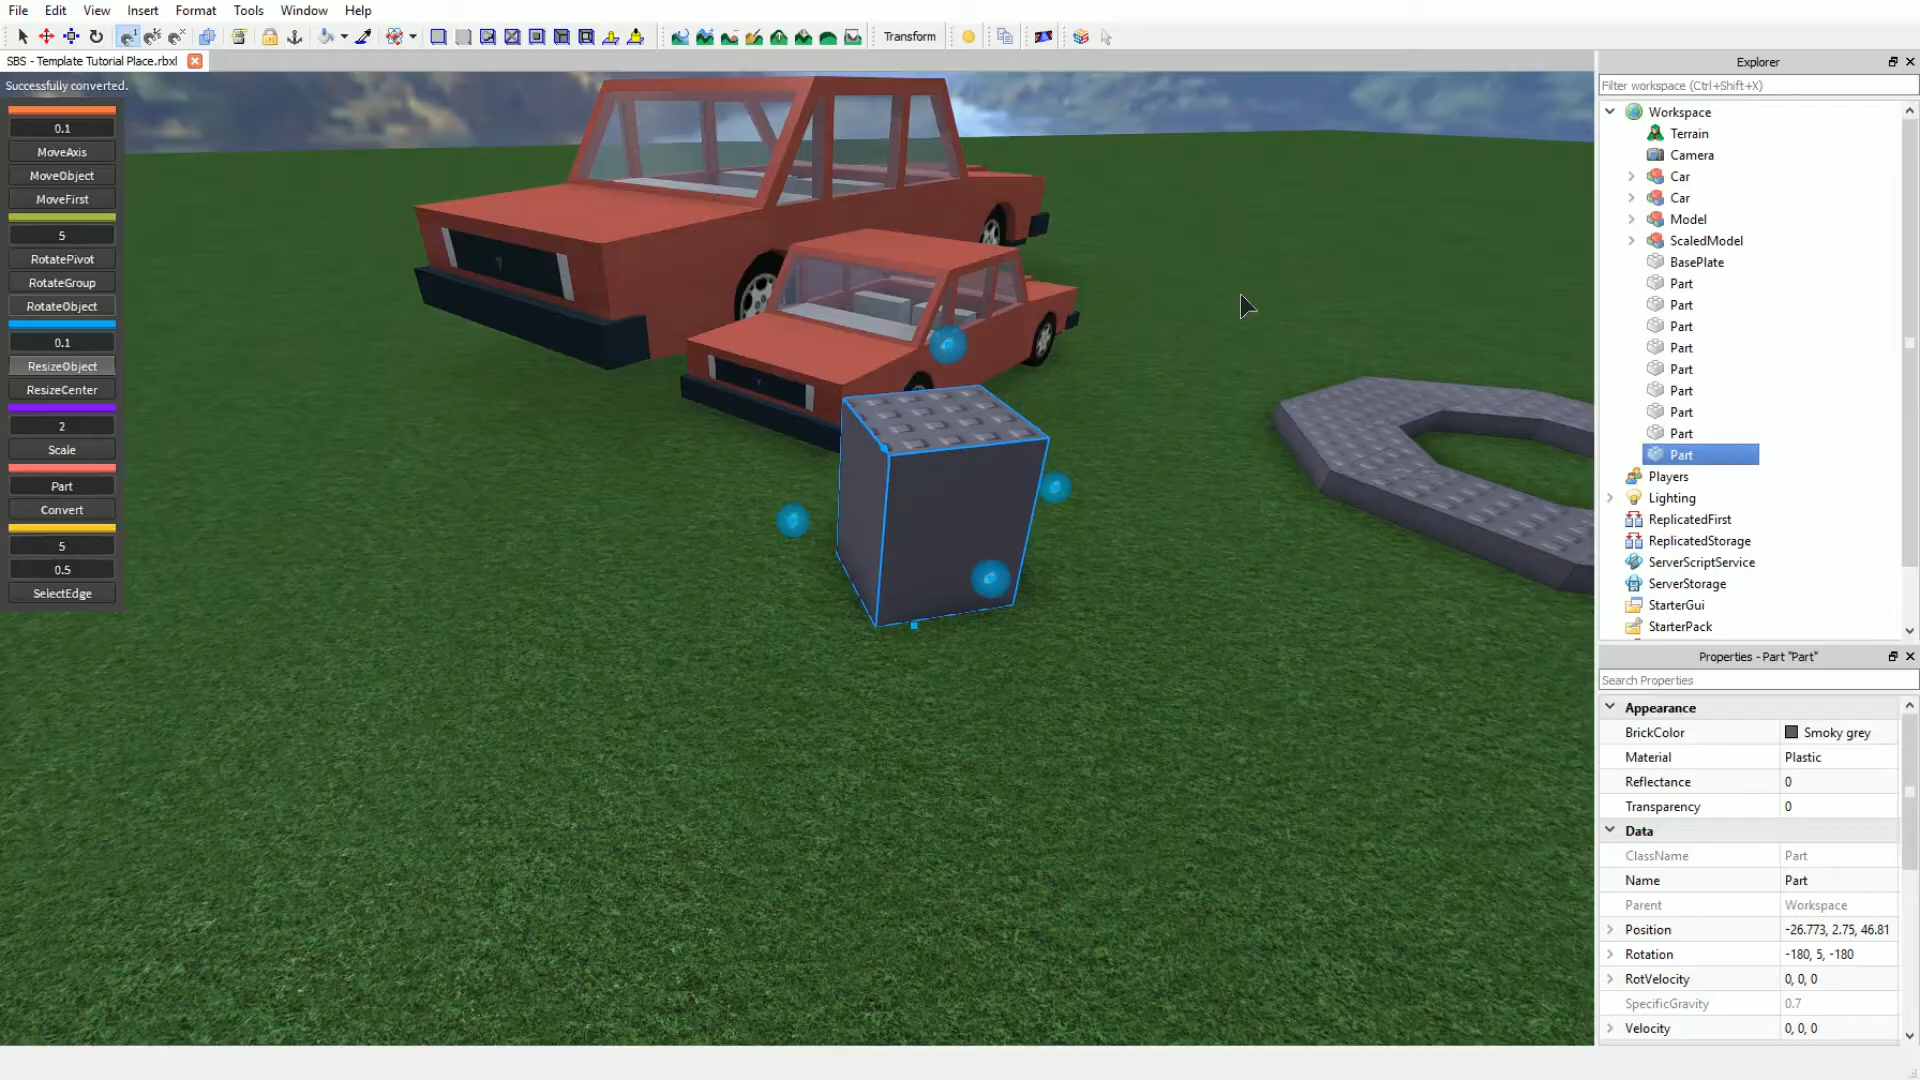 File Edit View Insert Format Tools Window Help
Transform
SBS - Template Tutorial Place.rbxl
Successfully converted.
0.1
MoveAxis
MoveObject
MoveFirst
5
RotatePivot
RotateGroup
RotateObject
0.1
ResizeObject
ResizeCenter
2
Scale
Part
Convert
5
0.5
SelectEdge
Explorer
Filter workspace (Ctrl+Shift+X)
Workspace
Terrain
Camera
Car
Car
Model
ScaledModel
BasePlate
Part
Part
Part
Part
Part
Part
Part
Part
Part
Players
Lighting
ReplicatedFirst
ReplicatedStorage
ServerScriptService
ServerStorage
StarterGui
StarterPack
Properties - Part "Part"
Search Properties
Appearance
BrickColor Smoky grey
Material Plastic
Reflectance 0
Transparency 0
Data
ClassName Part
Name Part
Parent Workspace
Position -26.773, 2.75, 46.81
Rotation -180, 5, -180
RotVelocity 0, 0, 0
SpecificGravity 0.7
Velocity 0, 0, 0